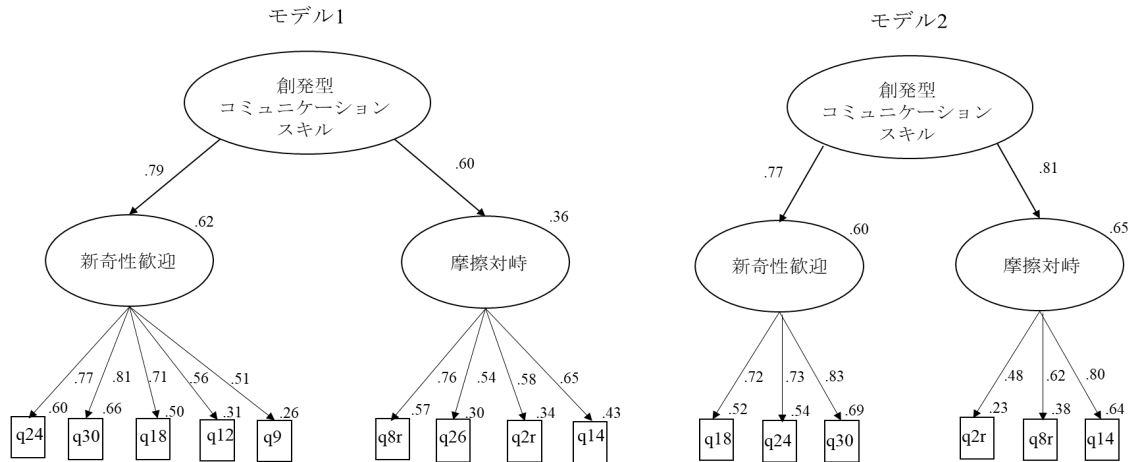 モデル1
創発型
コミュニケーション
スキル
.79
.60
.62
新奇性歓迎
.36
摩擦対峙
.77
.81
.71
.56
.51
.60
.66
.50
.31
.26
q24
q30
q18
q12
q9
.76
.54
.58
.65
.57
.30
.34
.43
q8r
q26
q2r
q14
モデル2
創発型
コミュニケーション
スキル
.77
.81
.60
新奇性歓迎
.65
摩擦対峙
.72
.73
.83
.52
.54
.69
q18
q24
q30
.48
.62
.80
.23
.38
.64
q2r
q8r
q14